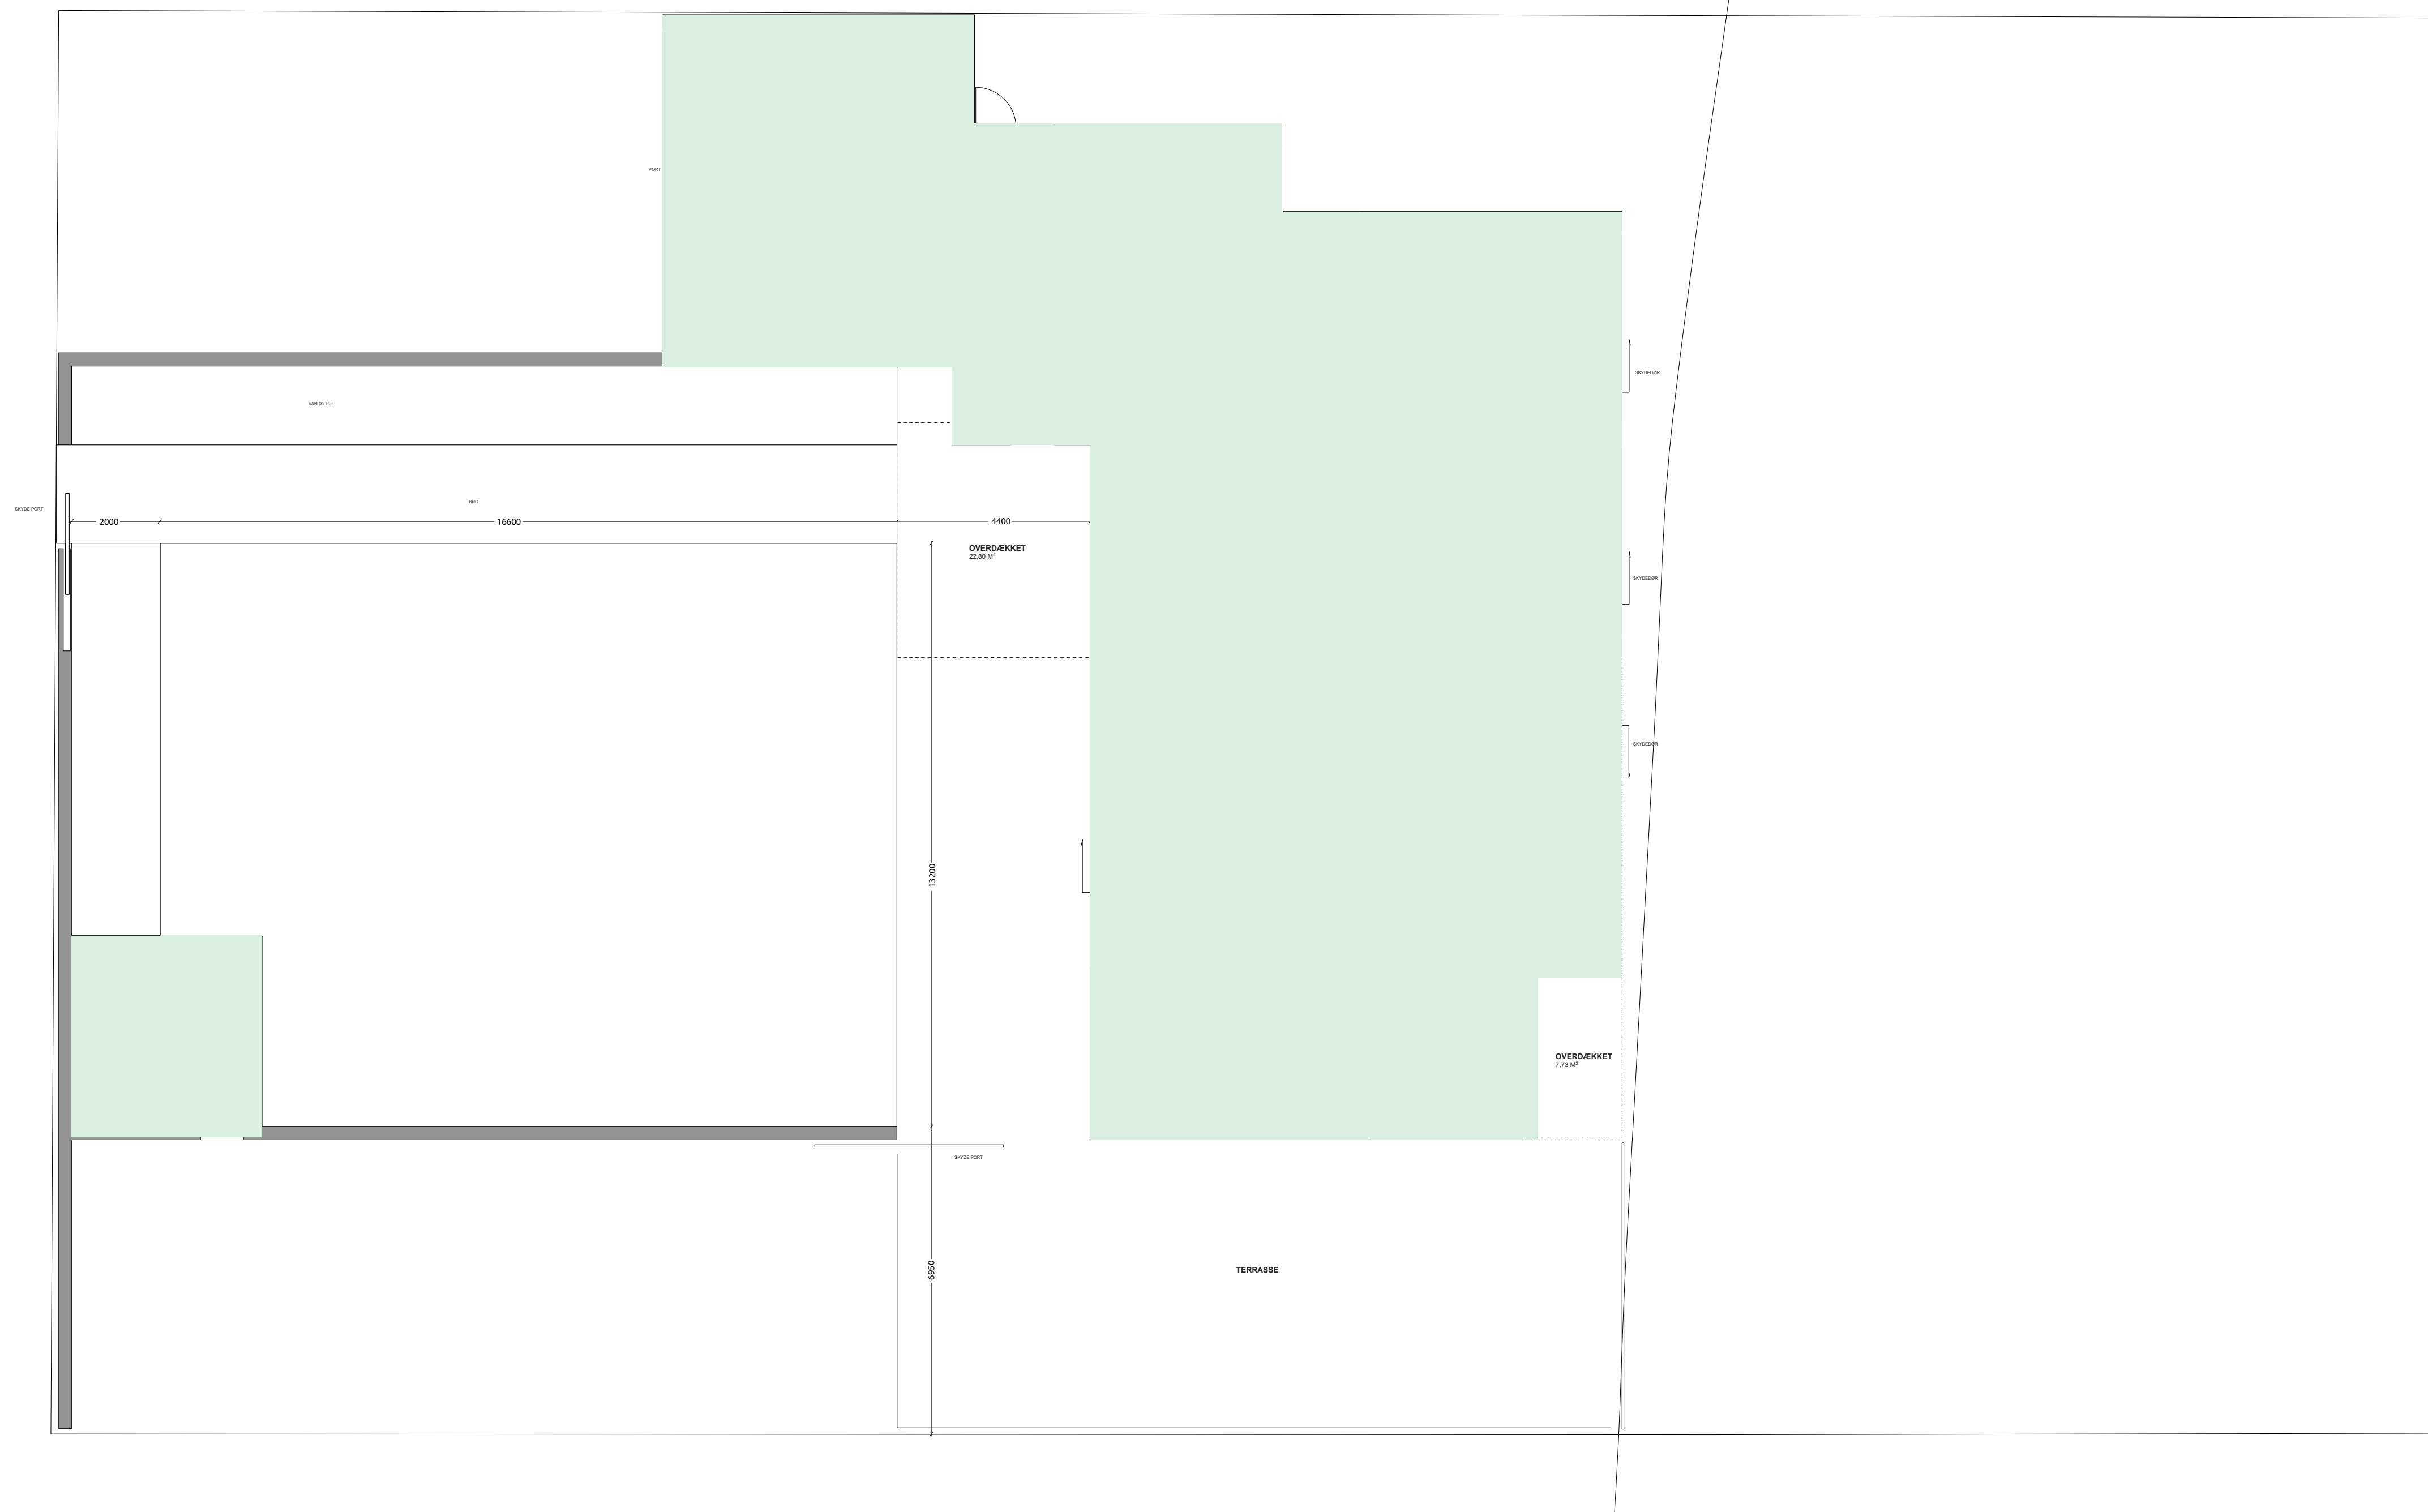 PORT
SKYDEDØR
VANDSPEJL
BRO
SKYDE PORT
2000
16600
4400
OVERDÆKKET
22,80 M²
SKYDEDØR
SKYDEDØR
13200
OVERDÆKKET
7,73 M²
SKYDE PORT
6950
TERRASSE